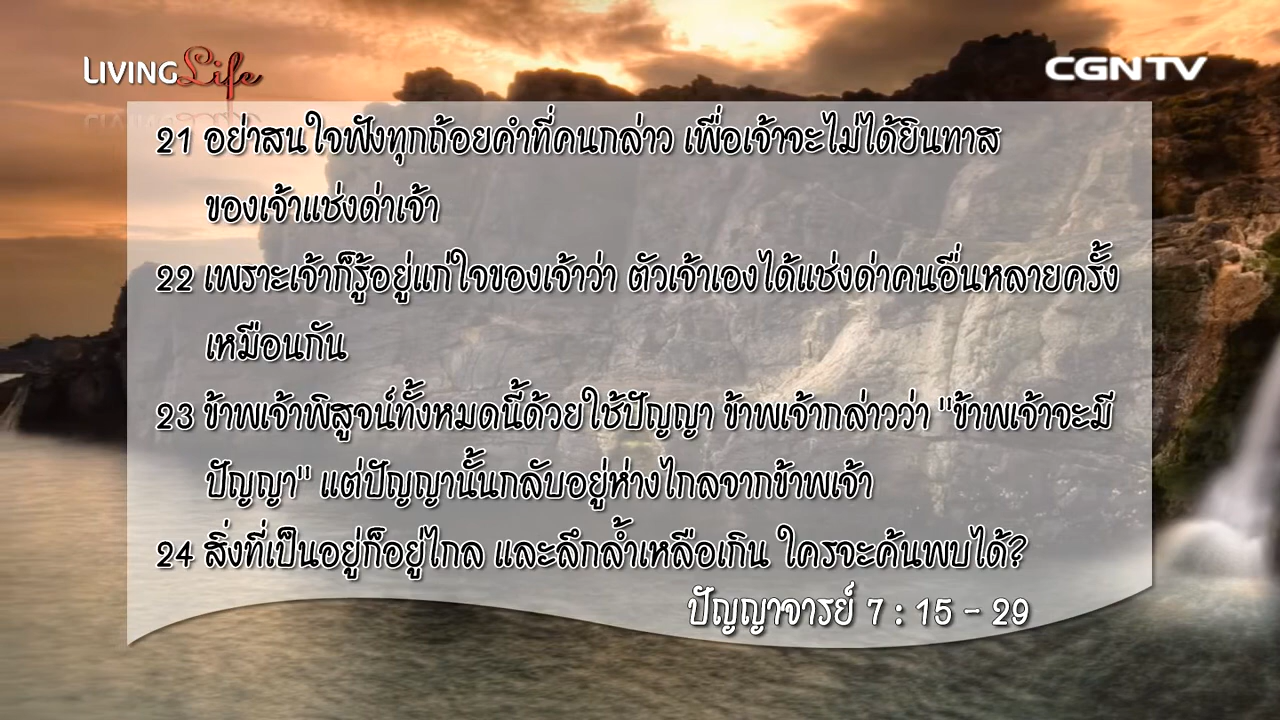 LIVING Life
CGNTV
21 อย่าสนใจฟังทุกถ้อยคำที่คนกล่าว เพื่อเจ้าจะไม่ได้ยินทาส
ของเจ้าแช่งด่าเจ้า
22 เพราะเจ้าก็รู้อยู่แก่ใจของเจ้าว่า ตัวเจ้าเองได้แช่งด่าคนอื่นหลายครั้ง
เหมือนกัน
23 ข้าพเจ้าพิสูจน์ทั้งหมดนี้ด้วยใช้ปัญญา ข้าพเจ้ากล่าวว่า "ข้าพเจ้าจะมี
ปัญญา" แต่ปัญญานั้นกลับอยู่ห่างไกลจากข้าพเจ้า
24 สิ่งที่เป็นอยู่ก็อยู่ไกล และลึกล้ำเหลือเกิน ใครจะค้นพบได้?
ปัญญาจารย์ 7 : 15 - 29